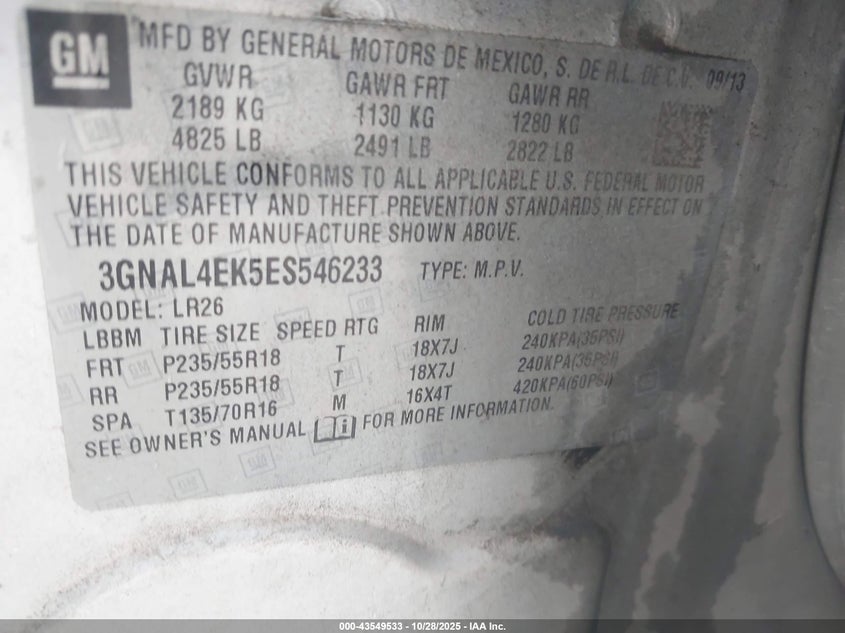 GM
MFD BY GENERAL MOTORS DE MEXICO, S. DE R.L. DE C.V. 09/13
GVWR GAWR FRT GAWR RR
2189 KG 1130 KG 1280 KG
4825 LB 2491 LB 2822 LB
THIS VEHICLE CONFORMS TO ALL APPLICABLE U.S. FEDERAL MOTOR
VEHICLE SAFETY AND THEFT PREVENTION STANDARDS IN EFFECT ON
THE DATE OF MANUFACTURE SHOWN ABOVE.
3GNAL4EK5ES546233 TYPE: M.P.V.
MODEL: LR26
LBBM TIRE SIZE SPEED RTG RIM COLD TIRE PRESSURE
FRT P235/55R18 T 18X7J 240KPA(35PSI)
RR P235/55R18 T 18X7J 240KPA(35PSI)
SPA T135/70R16 M 16X4T 420KPA(60PSI)
SEE OWNER'S MANUAL FOR MORE INFORMATION.
000-43549533 - 10/28/2025 - IAA Inc.